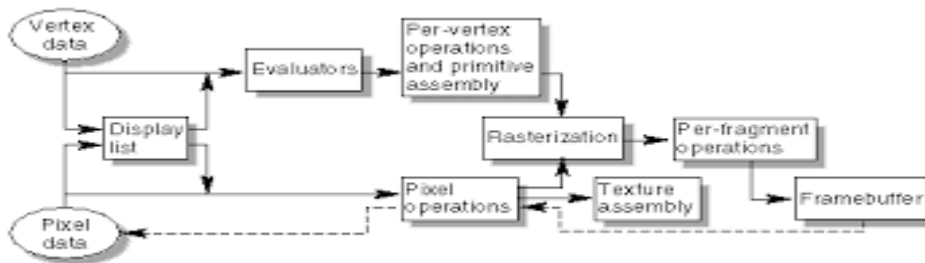 Vertex
data
Evaluators
Per-vertex
operations
and primitive
assembly
Display
list
Rasterization
Per-fragment
operations
Pixel
operations
Texture
assembly
Framebuffer
Pixel
data